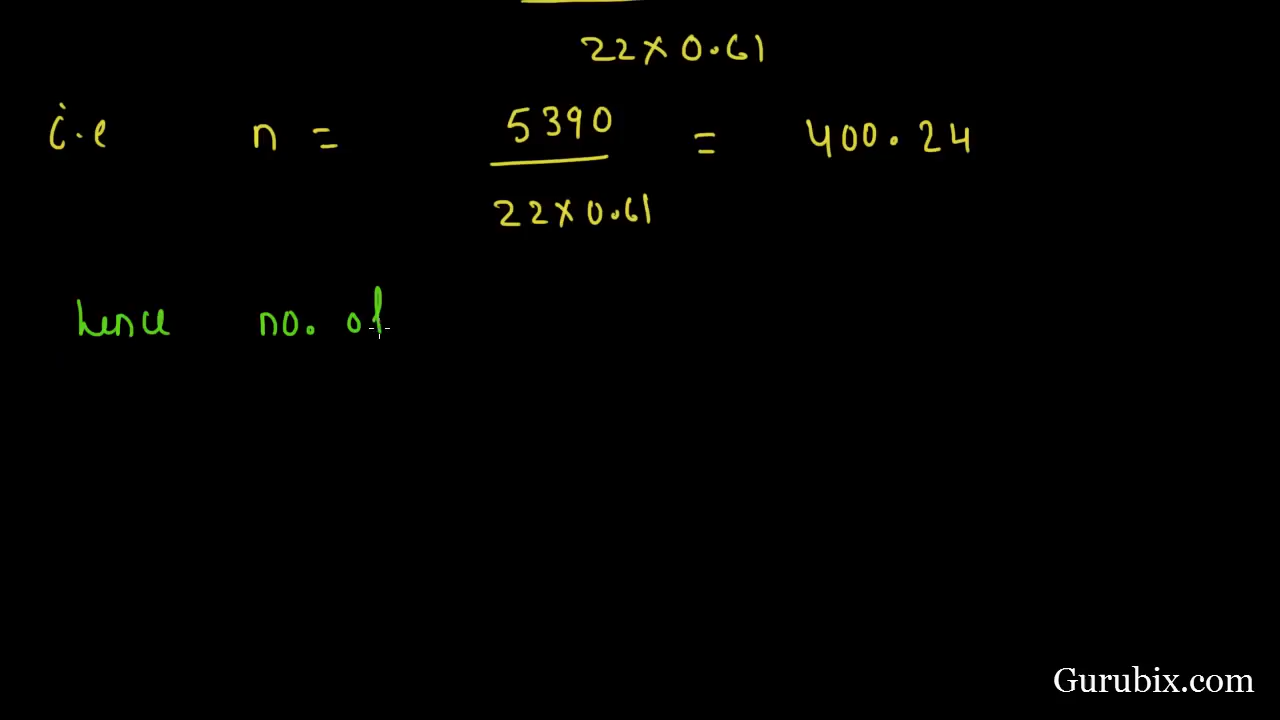 22 × 0.61
i.e n = 5390 / 22 × 0.61 = 400.24
hence no. of
Gurubix.com